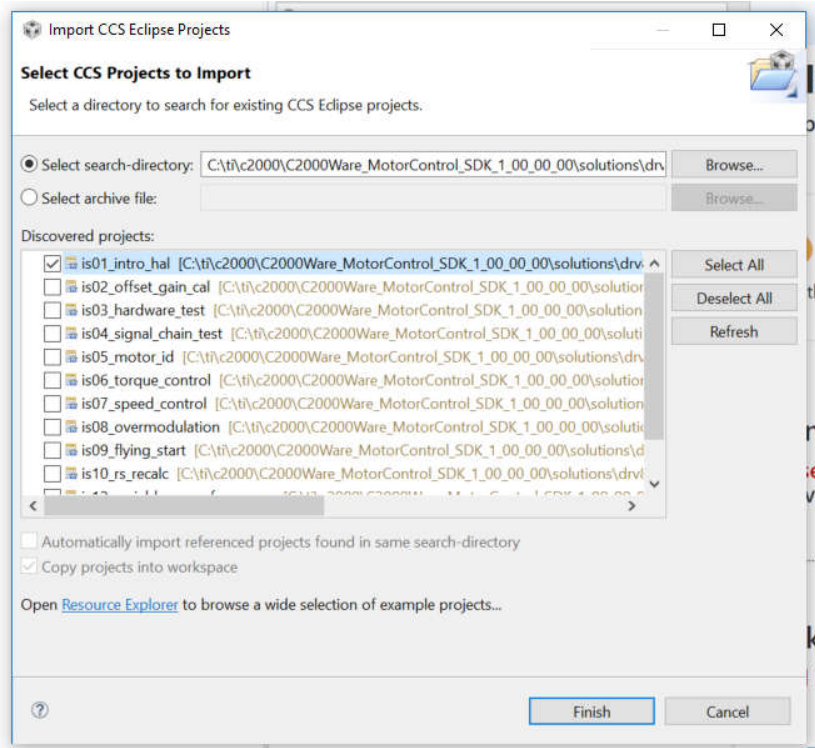 Import CCS Eclipse Projects
Select CCS Projects to Import
Select a directory to search for existing CCS Eclipse projects.
Select search-directory: C:\ti\c2000\C2000Ware_MotorControl_SDK_1_00_00_00\solutions\drv Browse...
Select archive file: Browse...
Discovered projects:
is01_intro_hal [C:\ti\c2000\C2000Ware_MotorControl_SDK_1_00_00_00\solutions\drv Select All
is02_offset_gain_cal [C:\ti\c2000\C2000Ware_MotorControl_SDK_1_00_00_00\solution Deselect All
is03_hardware_test [C:\ti\c2000\C2000Ware_MotorControl_SDK_1_00_00_00\solution Refresh
is04_signal_chain_test [C:\ti\c2000\C2000Ware_MotorControl_SDK_1_00_00_00\soluti
is05_motor_id [C:\ti\c2000\C2000Ware_MotorControl_SDK_1_00_00_00\solutions\drv
is06_torque_control [C:\ti\c2000\C2000Ware_MotorControl_SDK_1_00_00_00\solution
is07_speed_control [C:\ti\c2000\C2000Ware_MotorControl_SDK_1_00_00_00\solution
is08_overmodulation [C:\ti\c2000\C2000Ware_MotorControl_SDK_1_00_00_00\soluti
is09_flying_start [C:\ti\c2000\C2000Ware_MotorControl_SDK_1_00_00_00\solutions\d
is10_rs_recalc [C:\ti\c2000\C2000Ware_MotorControl_SDK_1_00_00_00\solutions\drv8
Automatically import referenced projects found in same search-directory
Copy projects into workspace
Open Resource Explorer to browse a wide selection of example projects...
Finish Cancel